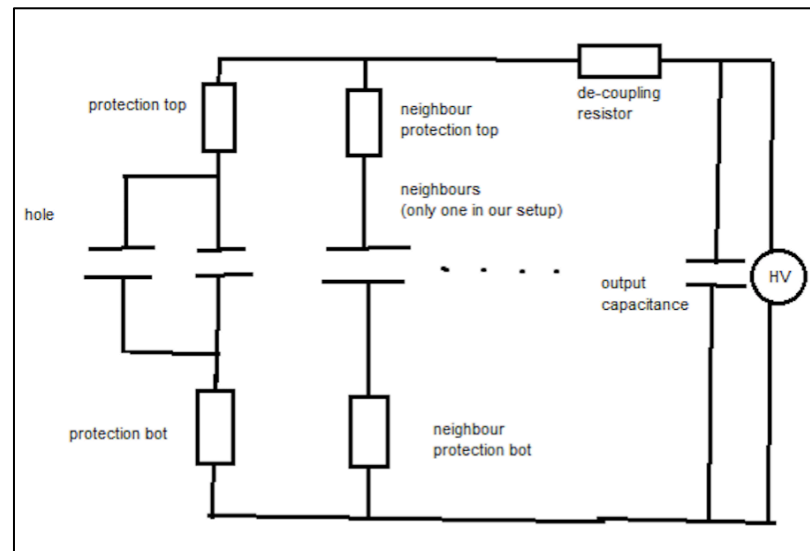 protection top
neighbour
protection top
de-coupling
resistor
neighbours
(only one in our setup)
hole
output
capacitance
HV
protection bot
neighbour
protection bot